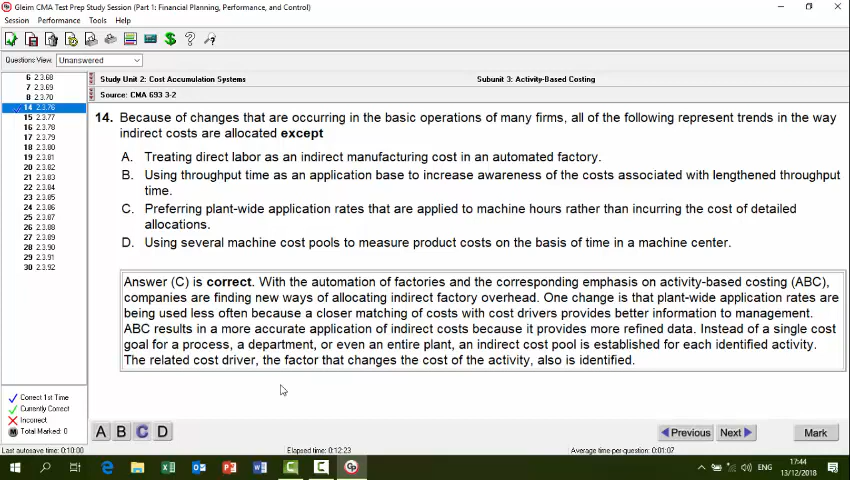 Gleim CMA Test Prep Study Session (Part 1: Financial Planning, Performance, and Control)
Session Performance Tools Help
Questions View: Unanswered
6 2.3.68
7 2.3.69
8 2.3.70
14 2.3.76
15 2.3.77
16 2.3.78
17 2.3.79
18 2.3.80
19 2.3.81
20 2.3.82
21 2.3.83
22 2.3.84
23 2.3.85
24 2.3.86
25 2.3.87
26 2.3.88
27 2.3.89
28 2.3.90
29 2.3.91
30 2.3.92
Study Unit 2: Cost Accumulation Systems Subunit 3: Activity-Based Costing
Source: CMA 693 3-2
14. Because of changes that are occurring in the basic operations of many firms, all of the following represent trends in the way
indirect costs are allocated except
A. Treating direct labor as an indirect manufacturing cost in an automated factory.
B. Using throughput time as an application base to increase awareness of the costs associated with lengthened throughput
time.
C. Preferring plant-wide application rates that are applied to machine hours rather than incurring the cost of detailed
allocations.
D. Using several machine cost pools to measure product costs on the basis of time in a machine center.
Answer (C) is correct. With the automation of factories and the corresponding emphasis on activity-based costing (ABC),
companies are finding new ways of allocating indirect factory overhead. One change is that plant-wide application rates are
being used less often because a closer matching of costs with cost drivers provides better information to management.
ABC results in a more accurate application of indirect costs because it provides more refined data. Instead of a single cost
goal for a process, a department, or even an entire plant, an indirect cost pool is established for each identified activity.
The related cost driver, the factor that changes the cost of the activity, also is identified.
Correct 1st Time
Currently Correct
Incorrect
M Total Marked: 0
A B C D
Previous Next Mark
Last autosave time: 0:10:00 Elapsed time: 0:12:23 Average time per question: 0:01:07
ENG
17:44
13/12/2018